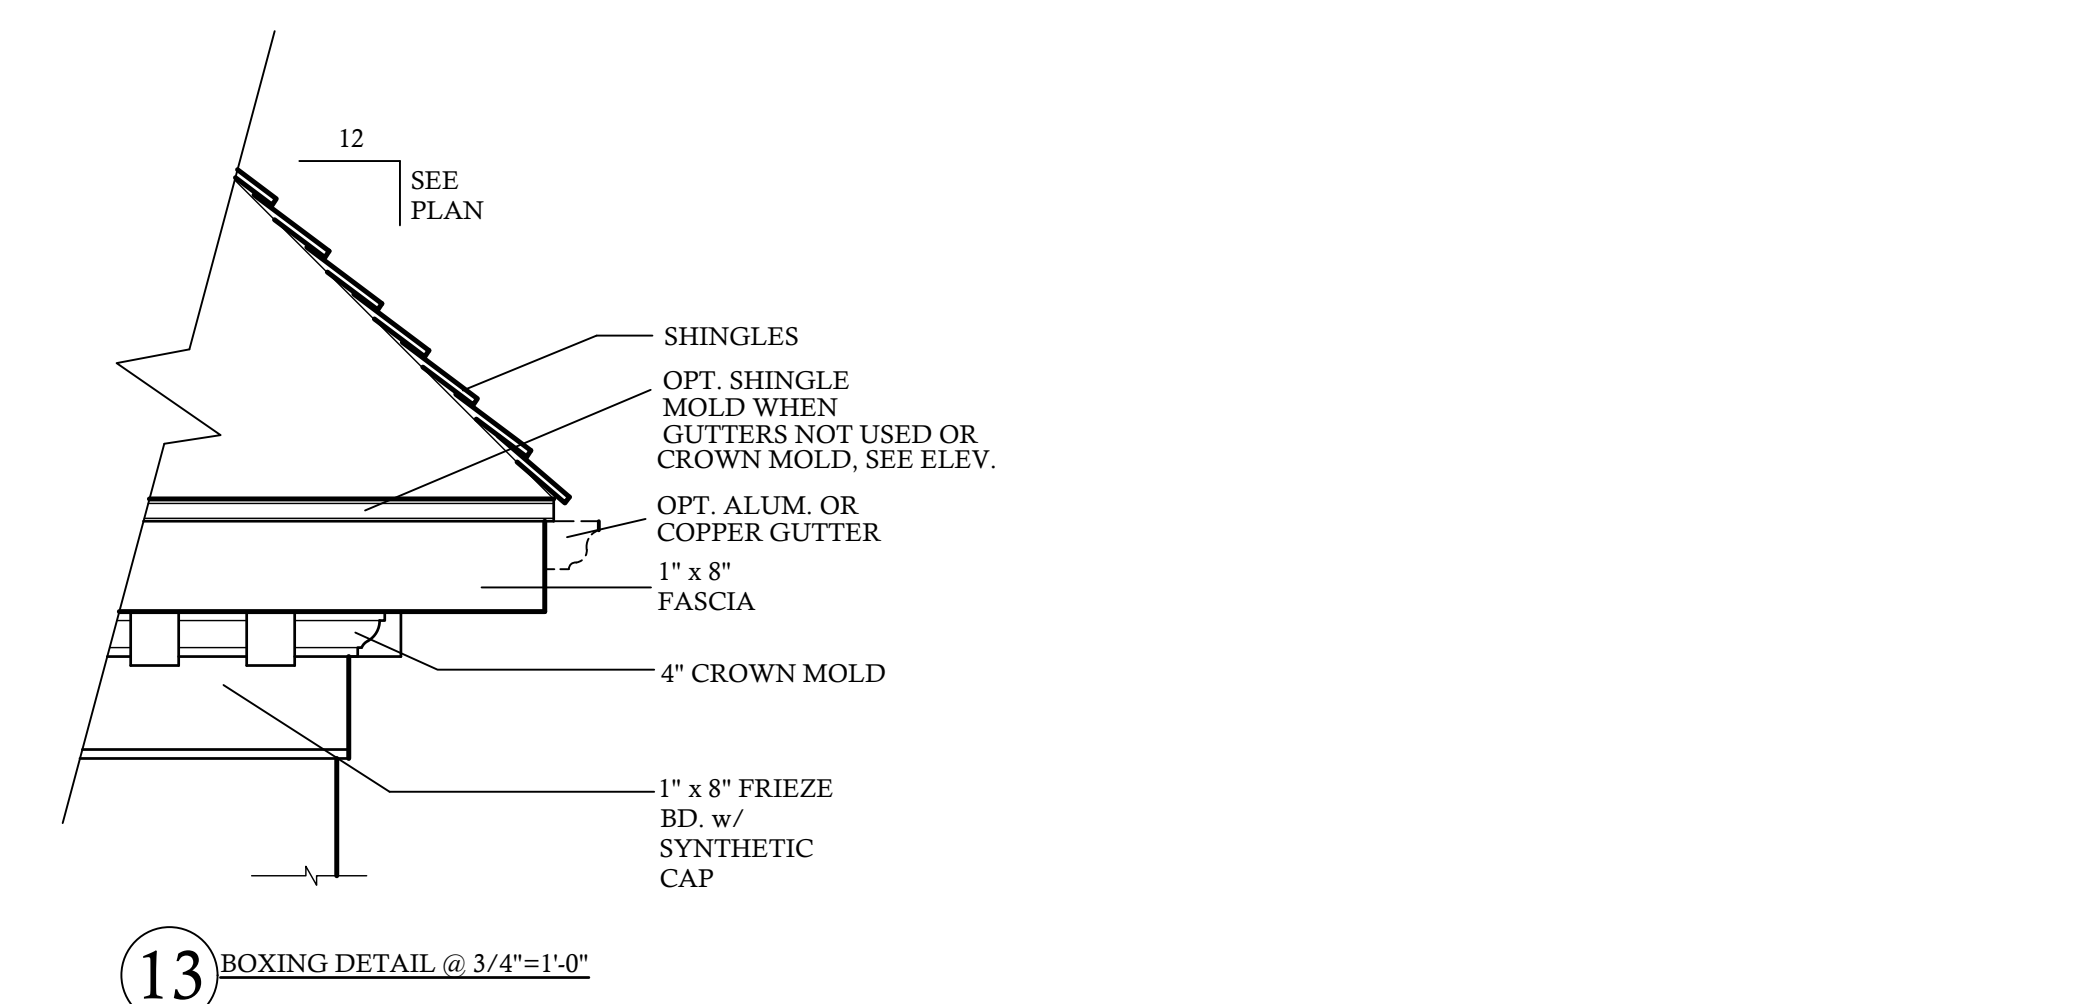 12
SEE
PLAN
SHINGLES
OPT. SHINGLE
MOLD WHEN
GUTTERS NOT USED OR
CROWN MOLD, SEE ELEV.
OPT. ALUM. OR
COPPER GUTTER
1" x 8"
FASCIA
4" CROWN MOLD
1" x 8" FRIEZE
BD. w/
SYNTHETIC
CAP
13 BOXING DETAIL @ 3/4"=1'-0"